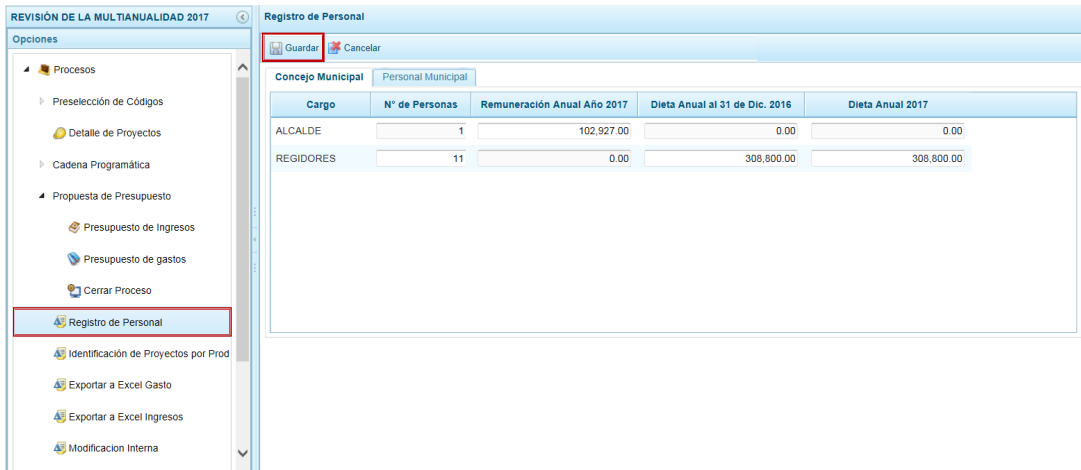 REVISIÓN DE LA MULTIANUALIDAD 2017
Opciones
Procesos
Preselección de Códigos
Detalle de Proyectos
Cadena Programática
Propuesta de Presupuesto
Presupuesto de Ingresos
Presupuesto de gastos
Cerrar Proceso
Registro de Personal
Identificación de Proyectos por Prod
Exportar a Excel Gasto
Exportar a Excel Ingresos
Modificacion Interna
Registro de Personal
Guardar Cancelar
Concejo Municipal Personal Municipal
Cargo N° de Personas Remuneración Anual Año 2017 Dieta Anual al 31 de Dic. 2016 Dieta Anual 2017
ALCALDE 1 102,927.00 0.00 0.00
REGIDORES 11 0.00 308,800.00 308,800.00